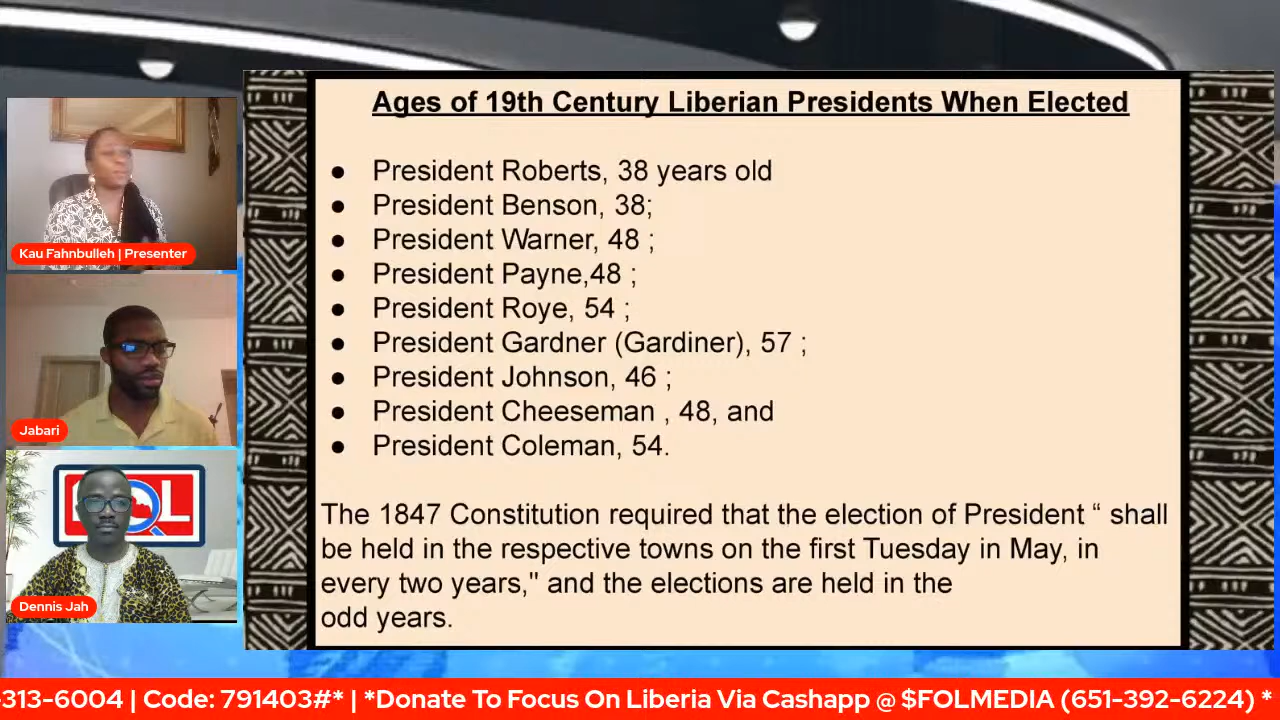 Ages of 19th Century Liberian Presidents When Elected
● President Roberts, 38 years old
● President Benson, 38;
● President Warner, 48 ;
● President Payne,48 ;
● President Roye, 54 ;
● President Gardner (Gardiner), 57 ;
● President Johnson, 46 ;
● President Cheeseman , 48, and
● President Coleman, 54.
The 1847 Constitution required that the election of President “ shall
be held in the respective towns on the first Tuesday in May, in
every two years," and the elections are held in the
odd years.
Kau Fahnbulleh | Presenter
Jabari
FOL
Dennis Jah
-313-6004 | Code: 791403#* | *Donate To Focus On Liberia Via Cashapp @ $FOLMEDIA (651-392-6224) *